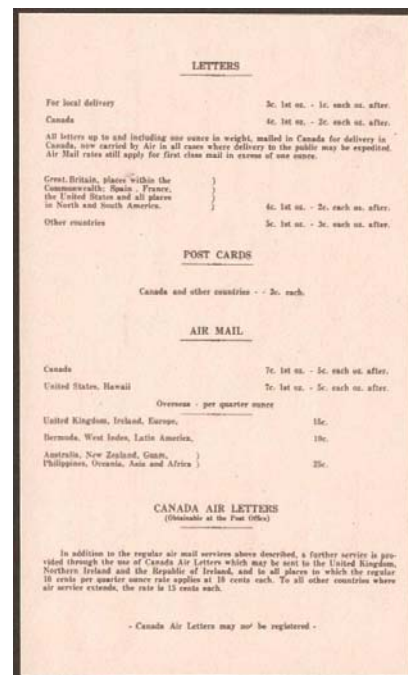 LETTERS
For local delivery 3c. 1st oz. - 1c. each oz. after.
Canada 4c. 1st oz. - 2c. each oz. after.
All letters up to and including one ounce in weight, mailed in Canada for delivery in
Canada, now carried by Air in all cases where delivery to the public may be expedited.
Air Mail rates still apply for first class mail in excess of one ounce.
Great Britain, places within the )
Commonwealth; Spain, France, )
the United States and all places )
in North and South America. ) 4c. 1st oz. - 2c. each oz. after.
Other countries 5c. 1st oz. - 3c. each oz. after.
POST CARDS
Canada and other countries - - 3c. each.
AIR MAIL
Canada 7c. 1st oz. - 5c. each oz. after.
United States, Hawaii 7c. 1st oz. - 5c. each oz. after.
Overseas - per quarter ounce
United Kingdom, Ireland, Europe, 15c.
Bermuda, West Indes, Latin America, 10c.
Australia, New Zealand, Guam, )
Philippines, Oceania, Asia and Africa ) 25c.
CANADA AIR LETTERS
(Obtainable at the Post Office)
In addition to the regular air mail services above described, a further service is pro-
vided through the use of Canada Air Letters which may be sent to the United Kingdom,
Northern Ireland and the Republic of Ireland, and to all places to which the regular
10 cents per quarter ounce rate applies at 10 cents each. To all other countries where
air service extends, the rate is 15 cents each.
- Canada Air Letters may not be registered -